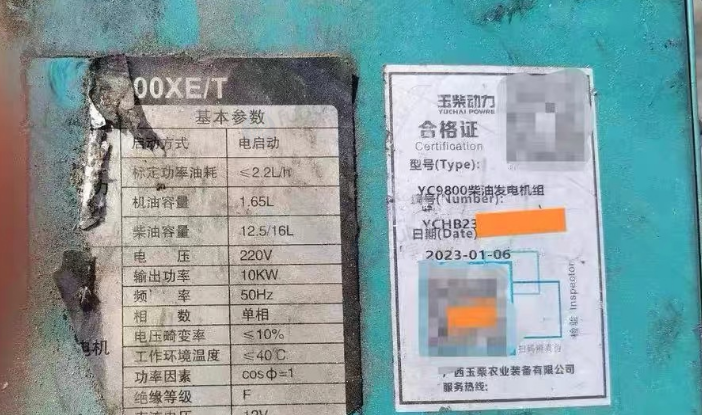 00XE/T
基本参数
启动方式 电启动
标定功率油耗 ≤2.2L/h
机油容量 1.65L
柴油容量 12.5/16L
电 压 220V
输出功率 10KW
频 率 50Hz
相 数 单相
电压畸变率 ≤10%
工作环境温度 ≤40℃
功率因素 cosΦ=1
绝缘等级 F
12V
力
电机
玉柴动力
YUCHAI POWRE
合格证
Certification
型号(Type):
YC9800柴油发电机组
编号(Number):
YCHB23
日期(Date)
2023-01-06
检验 Inspector
西玉柴农业装备有限公司
服务热线: